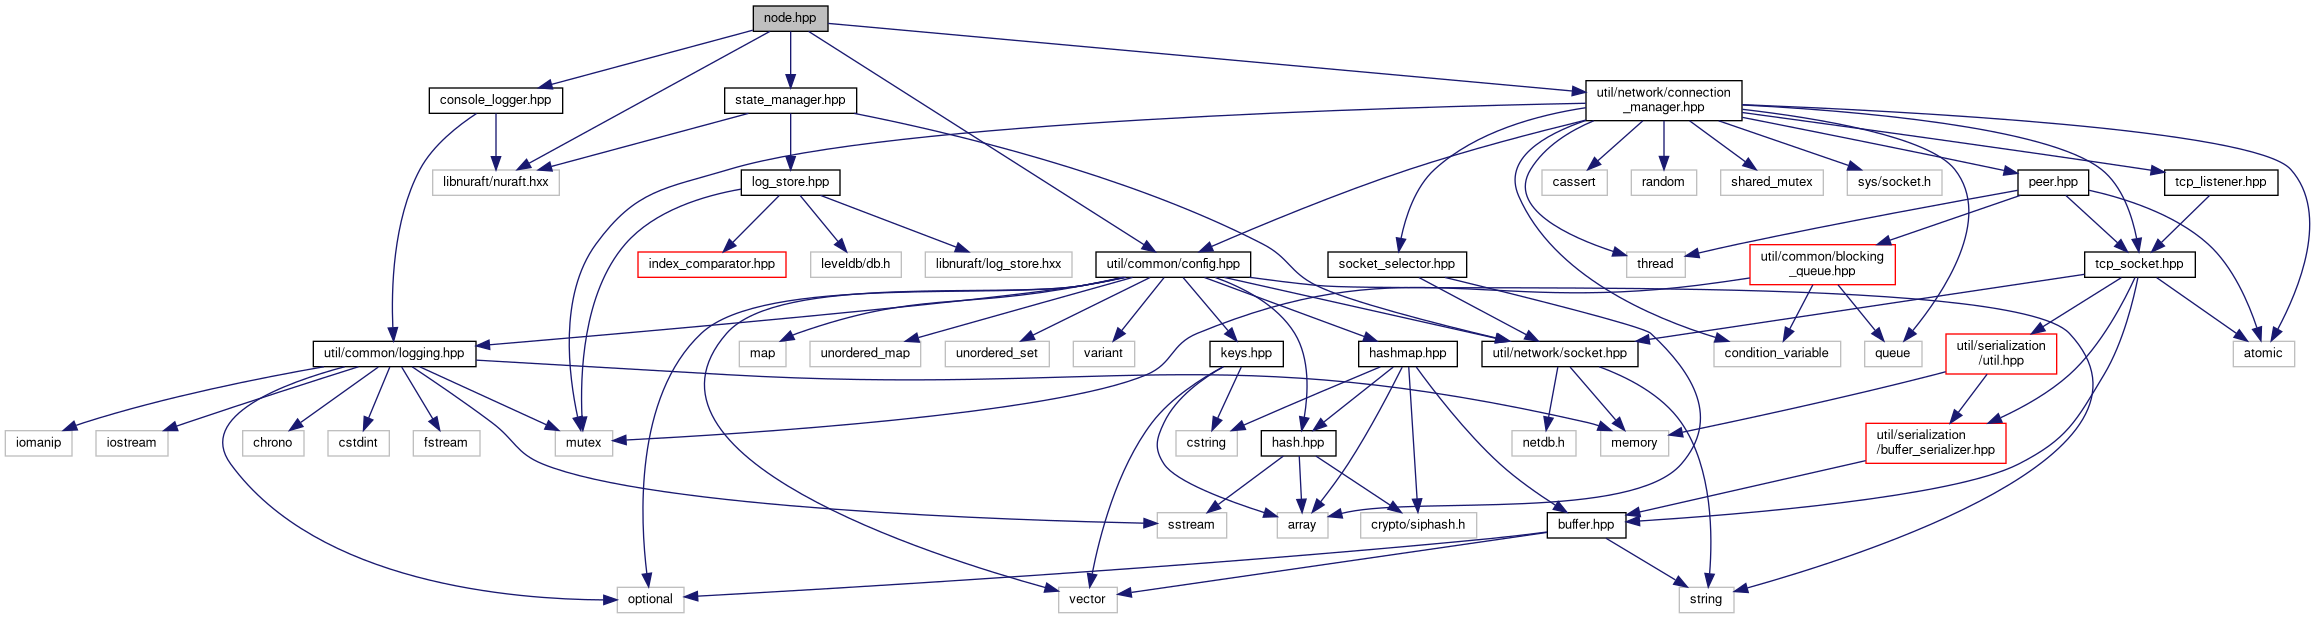 node.hpp
console_logger.hpp
state_manager.hpp
util/network/connection
_manager.hpp
libnuraft/nuraft.hxx
log_store.hpp
cassert
random
shared_mutex
sys/socket.h
peer.hpp
tcp_listener.hpp
index_comparator.hpp
leveldb/db.h
libnuraft/log_store.hxx
util/common/config.hpp
socket_selector.hpp
thread
util/common/blocking
_queue.hpp
tcp_socket.hpp
util/common/logging.hpp
map
unordered_map
unordered_set
variant
keys.hpp
hashmap.hpp
util/network/socket.hpp
condition_variable
queue
util/serialization
/util.hpp
atomic
iomanip
iostream
chrono
cstdint
fstream
mutex
cstring
hash.hpp
netdb.h
memory
util/serialization
/buffer_serializer.hpp
sstream
array
crypto/siphash.h
buffer.hpp
optional
vector
string